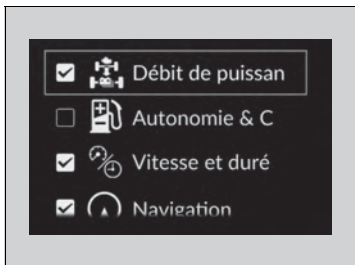 Débit de puissan
Autonomie & C
Vitesse et duré
Navigation